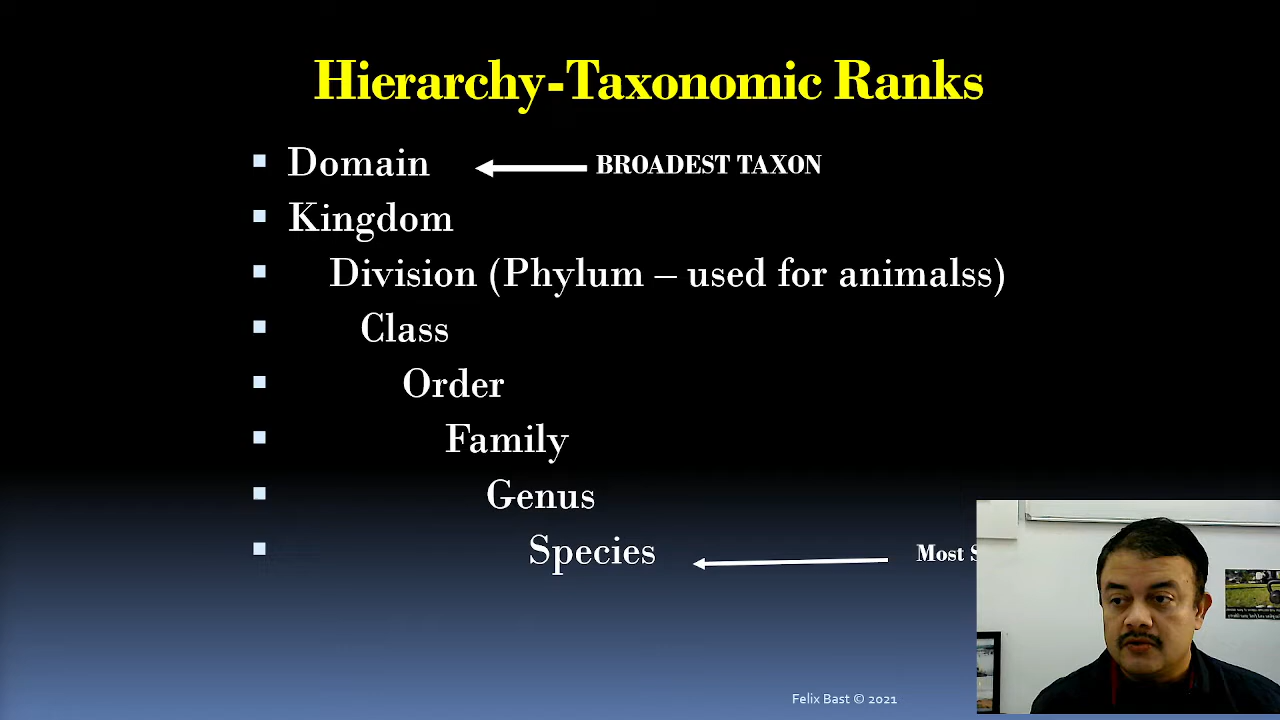 Hierarchy-Taxonomic Ranks
Domain
BROADEST TAXON
Kingdom
Division (Phylum – used for animalss)
Class
Order
Family
Genus
Species
Most
Felix Bast © 2021